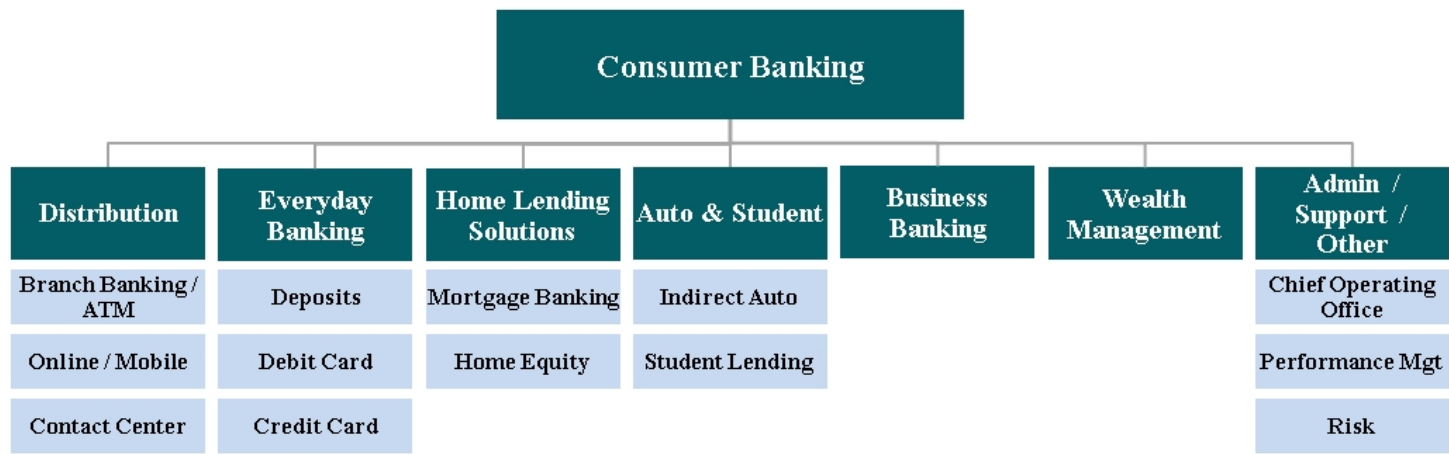 Consumer Banking
Distribution
Branch Banking /
ATM
Online / Mobile
Contact Center
Everyday
Banking
Deposits
Debit Card
Credit Card
Home Lending
Solutions
Mortgage Banking
Home Equity
Auto & Student
Indirect Auto
Student Lending
Business
Banking
Wealth
Management
Admin /
Support /
Other
Chief Operating
Office
Performance Mgt
Risk